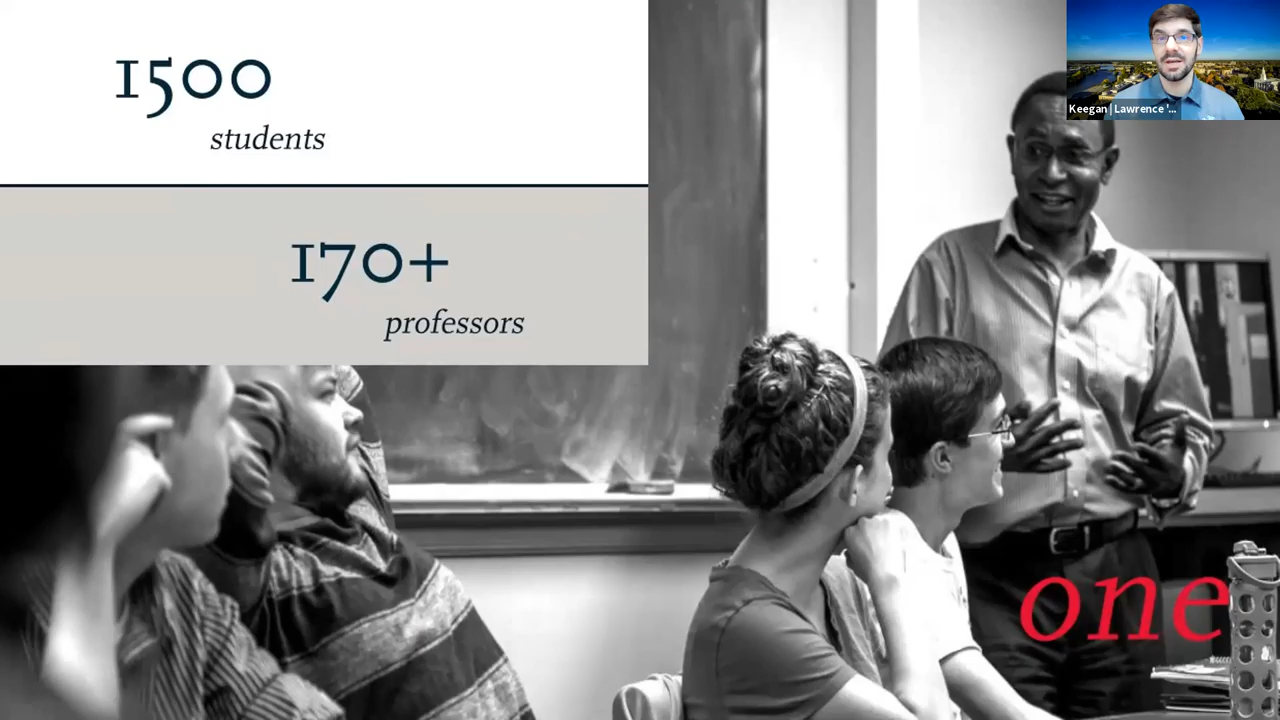 1500
students
170+
professors
Keegan | Lawrence '...
one